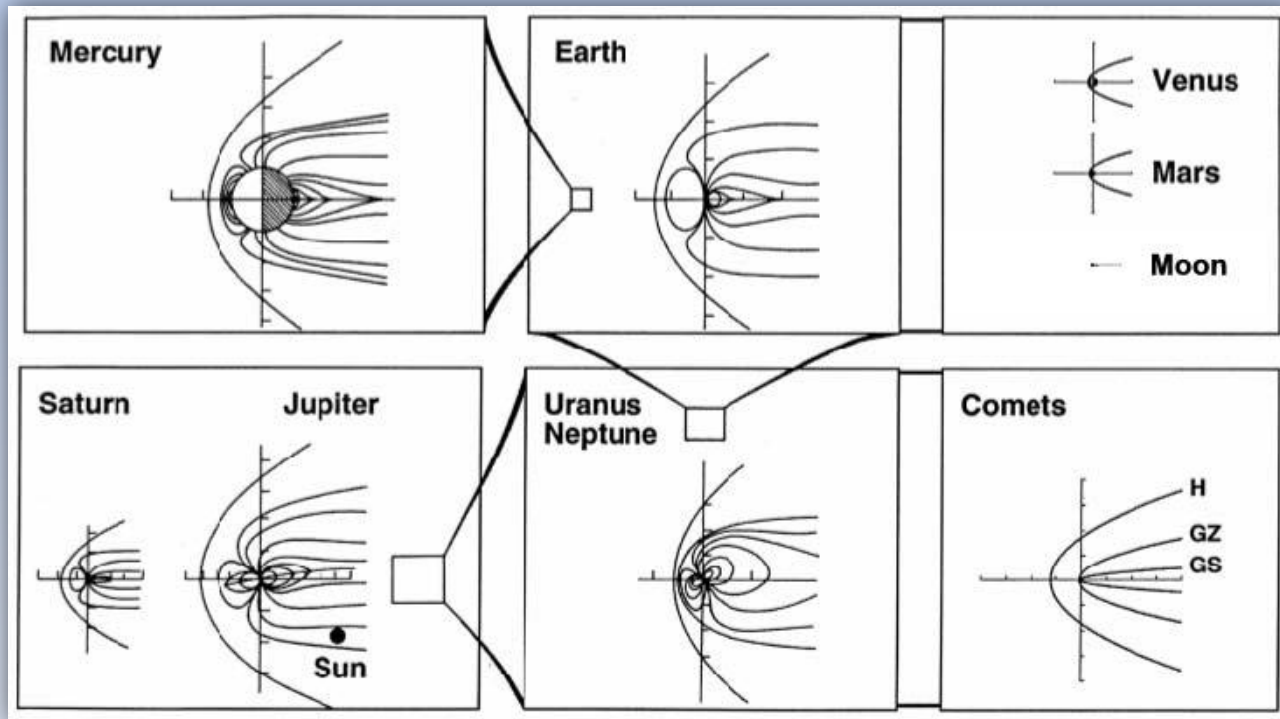 Mercury
Earth
Venus
Mars
Moon
Saturn
Jupiter
Sun
Uranus
Neptune
Comets
H
GZ
GS